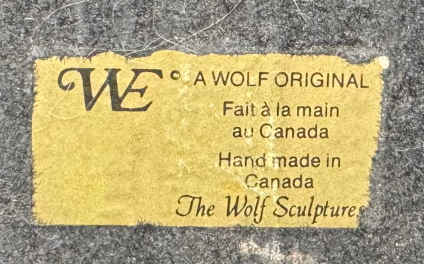 WE® A WOLF ORIGINAL
Fait à la main
au Canada
Hand made in
Canada
The Wolf Sculptures